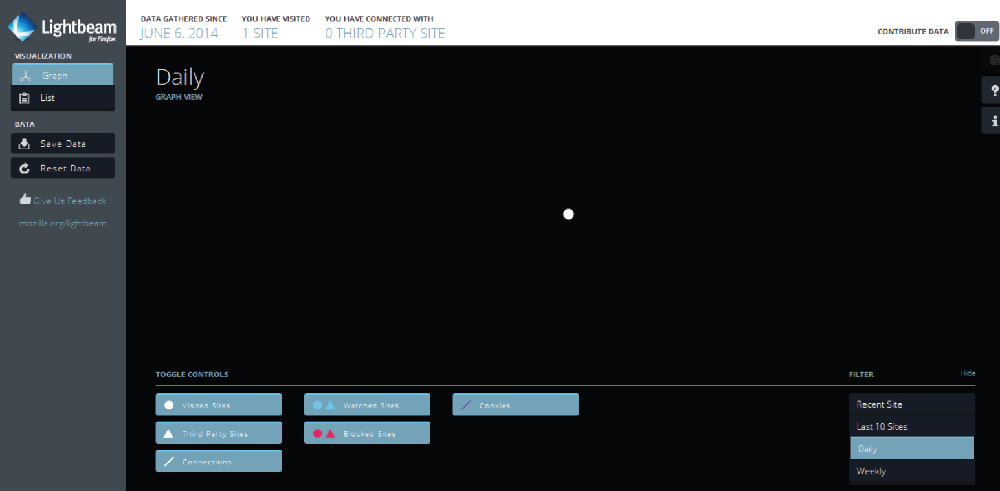 Lightbeam
for Firefox
DATA GATHERED SINCE
JUNE 6, 2014
YOU HAVE VISITED
1 SITE
YOU HAVE CONNECTED WITH
0 THIRD PARTY SITE
CONTRIBUTE DATA
OFF
VISUALIZATION
Graph
List
DATA
Save Data
Reset Data
Give Us Feedback
mozilla.org/lightbeam
Daily
GRAPH VIEW
TOGGLE CONTROLS
Visited Sites
Watched Sites
Cookies
Third Party Sites
Blocked Sites
Connections
FILTER
Hide
Recent Site
Last 10 Sites
Daily
Weekly